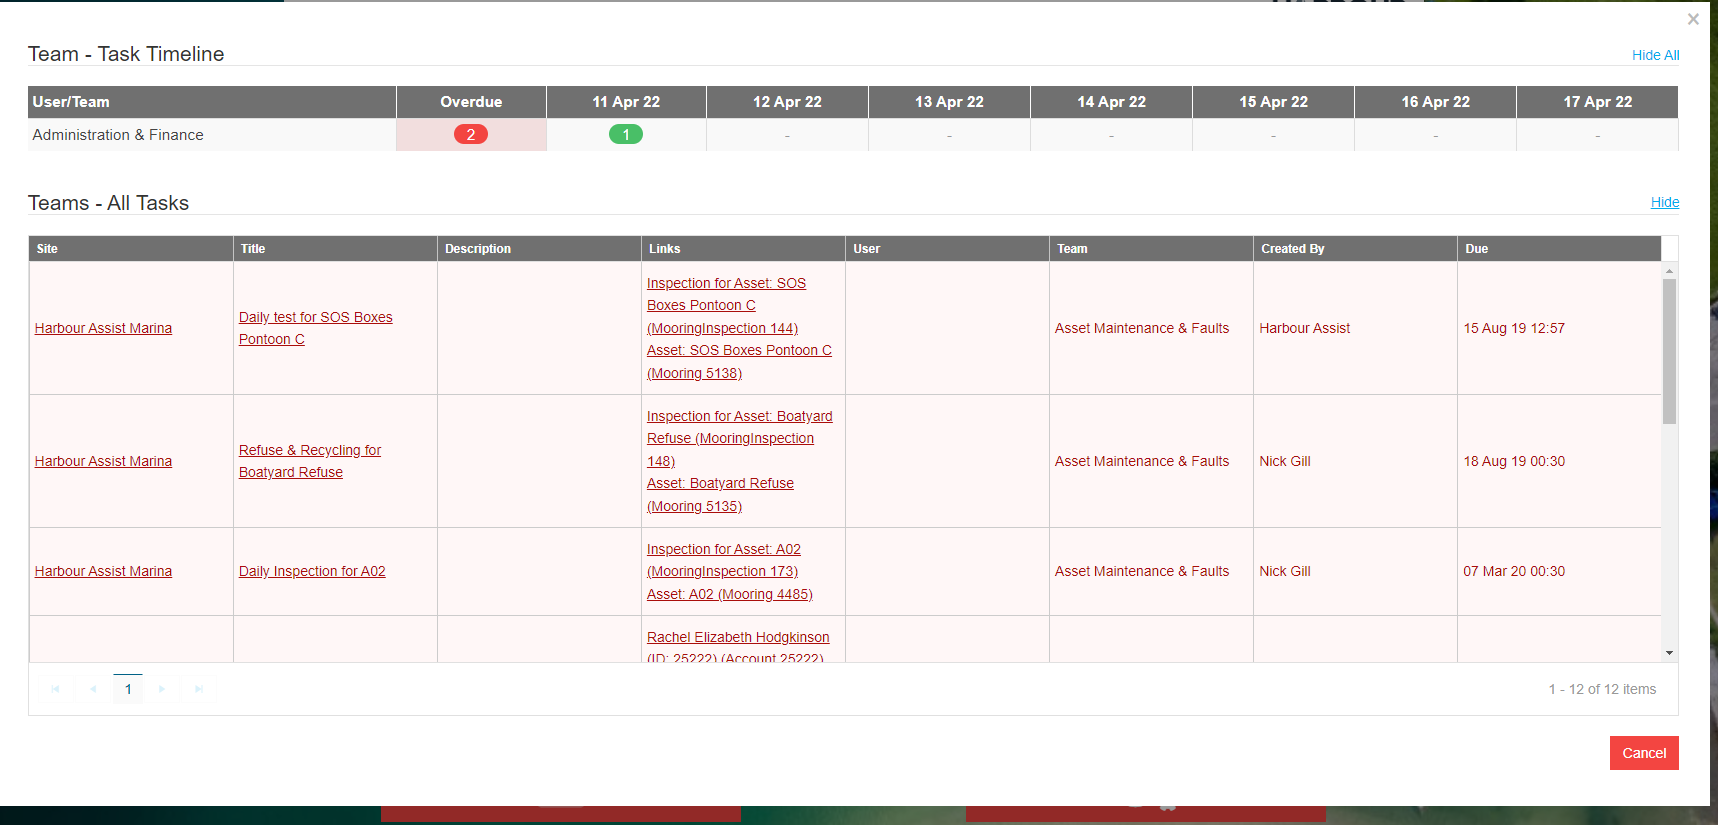 ×
Team - Task Timeline
Hide All
User/Team Overdue 11 Apr 22 12 Apr 22 13 Apr 22 14 Apr 22 15 Apr 22 16 Apr 22 17 Apr 22
Administration & Finance 2 1 - - - - - -
Teams - All Tasks
Hide
Site Title Description Links User Team Created By Due
Harbour Assist Marina
Daily test for SOS Boxes
Pontoon C
Inspection for Asset: SOS
Boxes Pontoon C
(MooringInspection 144)
Asset: SOS Boxes Pontoon C
(Mooring 5138)
Asset Maintenance & Faults
Harbour Assist
15 Aug 19 12:57
Harbour Assist Marina
Refuse & Recycling for
Boatyard Refuse
Inspection for Asset: Boatyard
Refuse (MooringInspection
148)
Asset: Boatyard Refuse
(Mooring 5135)
Asset Maintenance & Faults
Nick Gill
18 Aug 19 00:30
Harbour Assist Marina
Daily Inspection for A02
Inspection for Asset: A02
(MooringInspection 173)
Asset: A02 (Mooring 4485)
Asset Maintenance & Faults
Nick Gill
07 Mar 20 00:30
Rachel Elizabeth Hodgkinson
(ID: 25222) (Account 25222)
1
1 - 12 of 12 items
Cancel